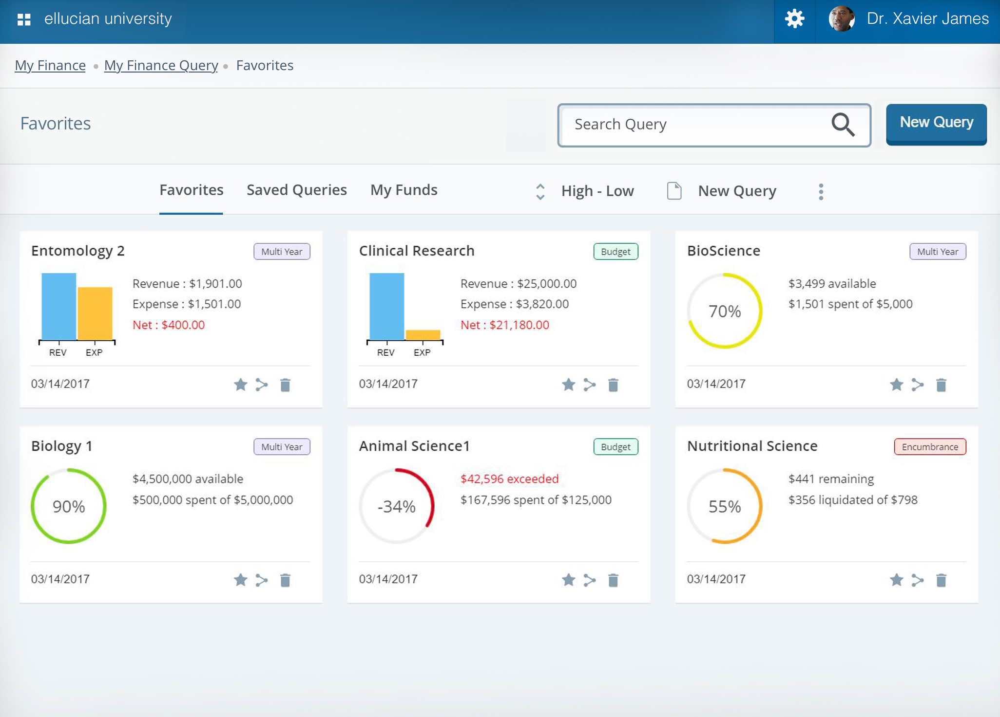 ellucian university
Dr. Xavier James
My Finance • My Finance Query • Favorites
Favorites
Search Query
New Query
Favorites Saved Queries My Funds
High - Low
New Query
Entomology 2
Multi Year
Revenue : $1,901.00
Expense : $1,501.00
Net : $400.00
REV EXP
03/14/2017
Clinical Research
Budget
Revenue : $25,000.00
Expense : $3,820.00
Net : $21,180.00
REV EXP
03/14/2017
BioScience
Multi Year
70%
$3,499 available
$1,501 spent of $5,000
03/14/2017
Biology 1
Multi Year
90%
$4,500,000 available
$500,000 spent of $5,000,000
03/14/2017
Animal Science1
Budget
-34%
$42,596 exceeded
$167,596 spent of $125,000
03/14/2017
Nutritional Science
Encumbrance
55%
$441 remaining
$356 liquidated of $798
03/14/2017